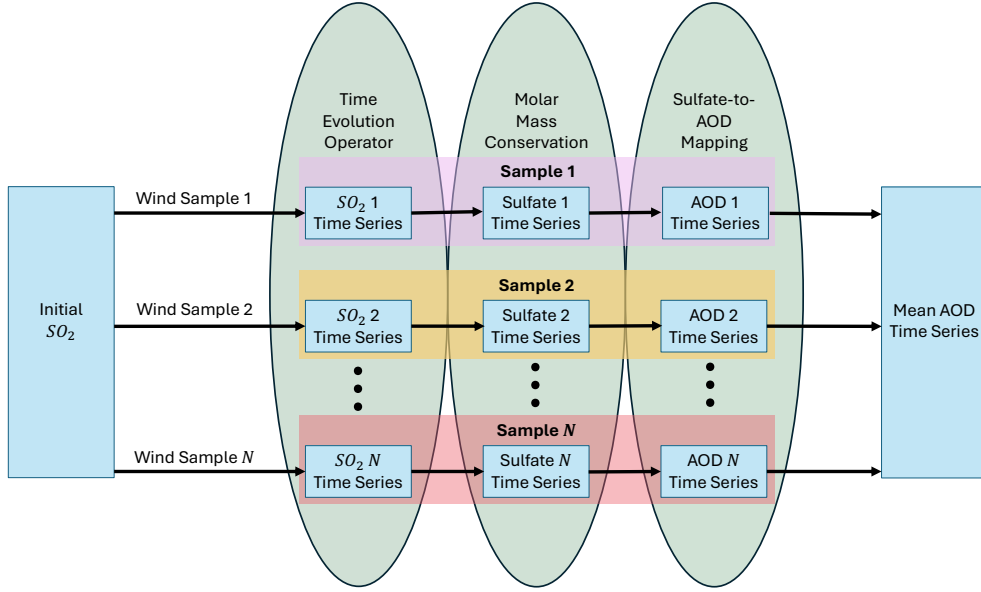 Time
Evolution
Operator
Molar
Mass
Conservation
Sulfate-to-
AOD
Mapping
Initial
SO₂
Wind Sample 1
Sample 1
SO₂ 1
Time Series
Sulfate 1
Time Series
AOD 1
Time Series
Wind Sample 2
Sample 2
SO₂ 2
Time Series
Sulfate 2
Time Series
AOD 2
Time Series
Wind Sample N
Sample N
SO₂ N
Time Series
Sulfate N
Time Series
AOD N
Time Series
Mean AOD
Time Series